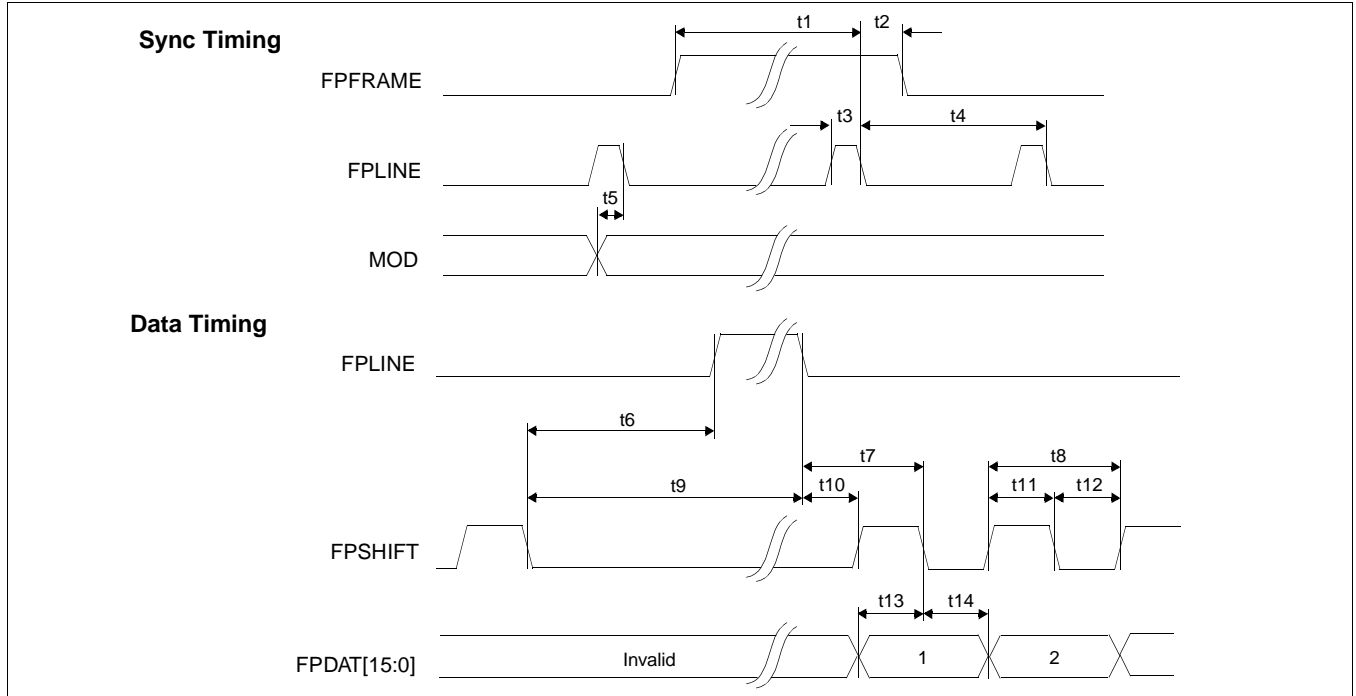 Sync Timing
t1
t2
FPFRAME
t3
t4
FPLINE
t5
MOD
Data Timing
FPLINE
t6
t7
t8
t9
t10
t11
t12
FPSHIFT
t13
t14
FPDAT[15:0]
Invalid
1
2